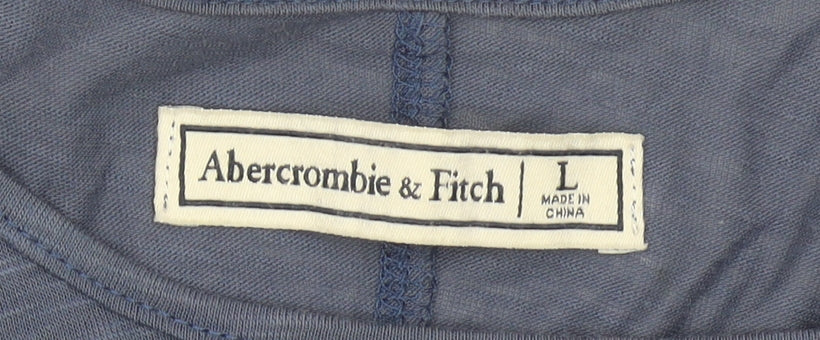 Abercrombie & Fitch | L
MADE IN
CHINA